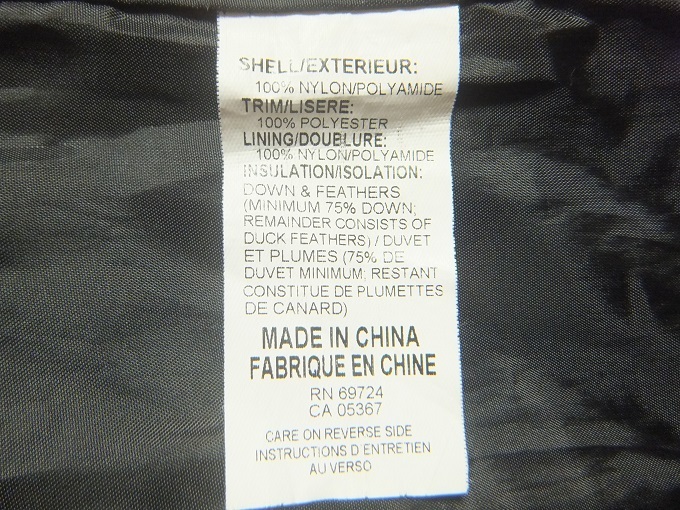 SHELL/EXTERIEUR:
100% NYLON/POLYAMIDE
TRIM/LISERE:
100% POLYESTER
LINING/DOUBLURE:
100% NYLON/POLYAMIDE
INSULATION/ISOLATION:
DOWN & FEATHERS
(MINIMUM 75% DOWN;
REMAINDER CONSISTS OF
DUCK FEATHERS) / DUVET
ET PLUMES (75% DE
DUVET MINIMUM; RESTANT
CONSTITUE DE PLUMETTES
DE CANARD)
MADE IN CHINA
FABRIQUE EN CHINE
RN 69724
CA 05367
CARE ON REVERSE SIDE
INSTRUCTIONS D'ENTRETIEN
AU VERSO